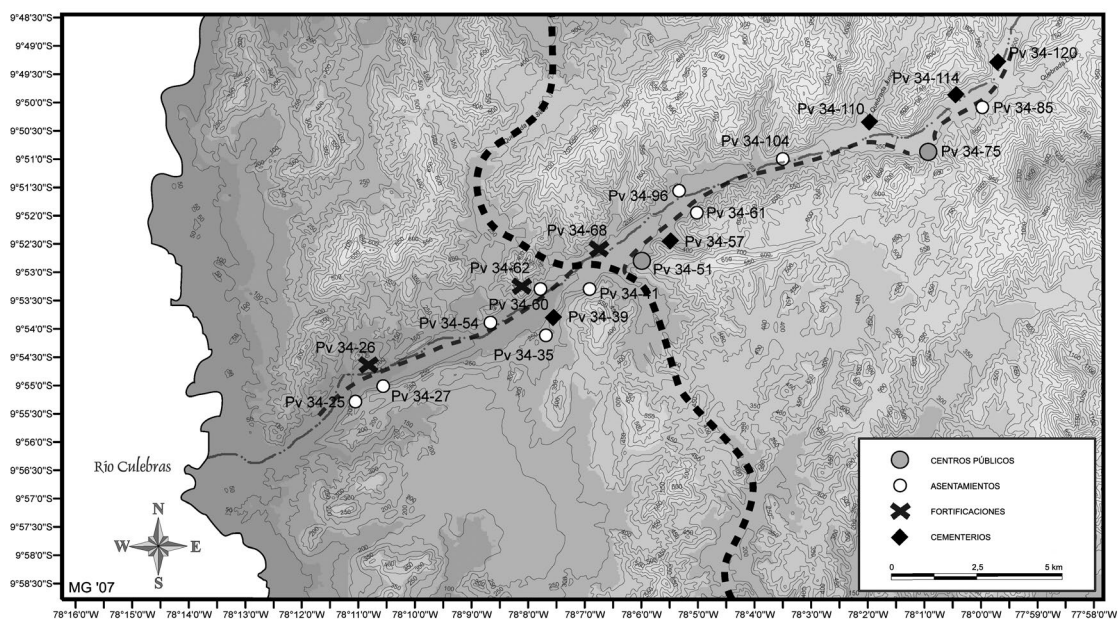 9°48'30"S
9°49'0"S
9°49'30"S
9°50'0"S
9°50'30"S
9°51'0"S
9°51'30"S
9°52'0"S
9°52'30"S
9°53'0"S
9°53'30"S
9°54'0"S
9°54'30"S
9°55'0"S
9°55'30"S
9°56'0"S
9°56'30"S
9°57'0"S
9°57'30"S
9°58'0"S
9°58'30"S
Pv 34-120
Pv 34-114
Pv 34-85
Pv 34-110
Pv 34-104
Pv 34-75
Pv 34-96
Pv 34-61
Pv 34-68
Pv 34-57
Pv 34-62
Pv 34-51
Pv 34-60
Pv 34-41
Pv 34-39
Pv 34-54
Pv 34-35
Pv 34-26
Pv 34-27
Pv 34-25
Río Culebras
N
W E
S
MG '07
CENTROS PÚBLICOS
ASENTAMIENTOS
FORTIFICACIONES
CEMENTERIOS
0 2,5 5 km
78°16'0"W 78°15'0"W 78°14'0"W 78°13'0"W 78°12'0"W 78°11'0"W 78°10'0"W 78°9'0"W 78°8'0"W 78°7'0"W 78°6'0"W 78°5'0"W 78°4'0"W 78°3'0"W 78°2'0"W 78°1'0"W 78°0'0"W 77°59'0"W 77°58'0"W